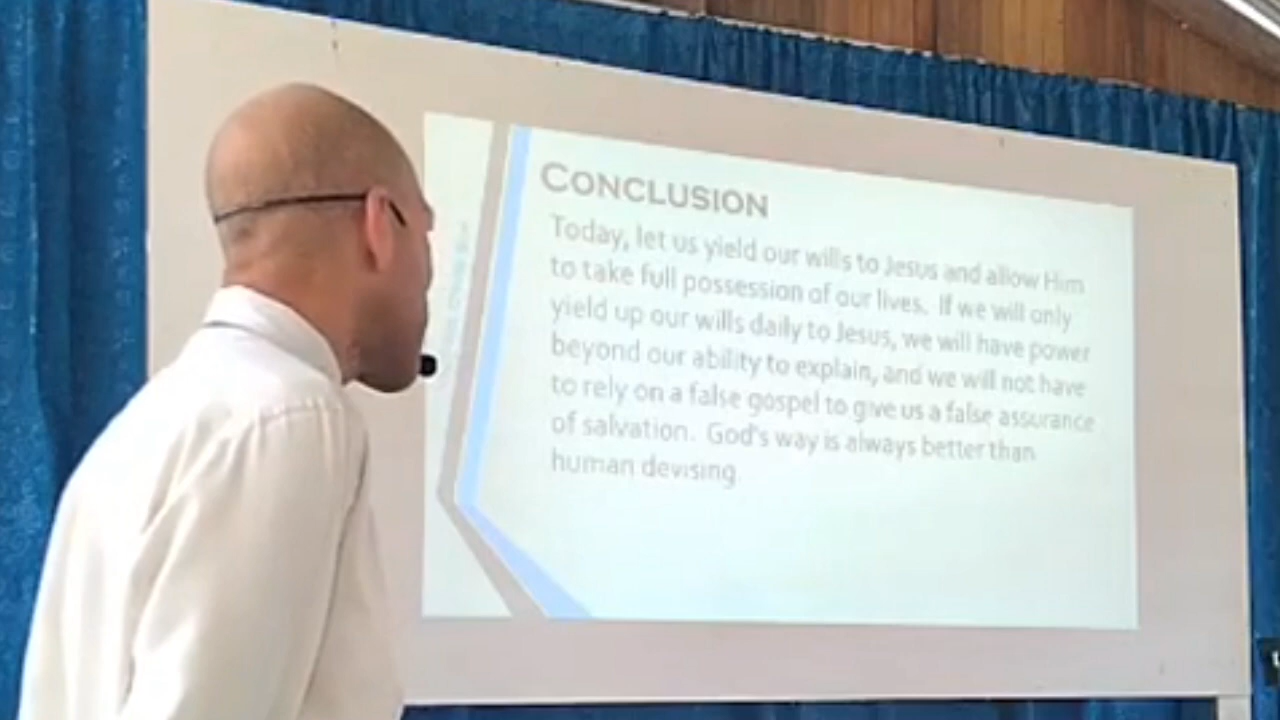 CONCLUSION
Today, let us yield our wills to Jesus and allow Him
to take full possession of our lives. If we will only
yield up our wills daily to Jesus, we will have power
beyond our ability to explain, and we will not have
to rely on a false gospel to give us a false assurance
of salvation. God's way is always better than
human devising